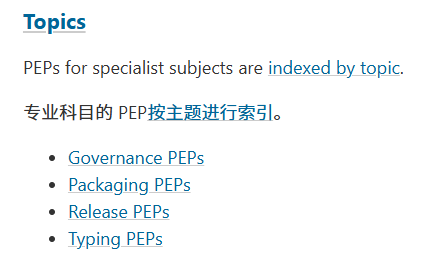 Topics
PEPs for specialist subjects are indexed by topic.
专业科目的 PEP按主题进行索引。
Governance PEPs
Packaging PEPs
Release PEPs
Typing PEPs